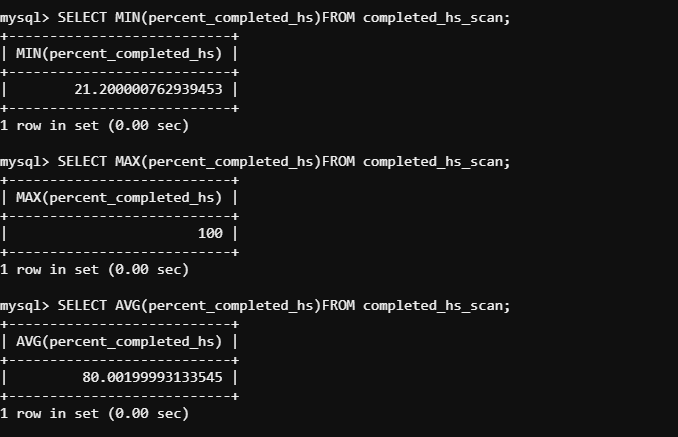 mysql> SELECT MIN(percent_completed_hs)FROM completed_hs_scan;
+---------------------------+
| MIN(percent_completed_hs) |
+---------------------------+
|        21.200000762939453 |
+---------------------------+
1 row in set (0.00 sec)
mysql> SELECT MAX(percent_completed_hs)FROM completed_hs_scan;
+---------------------------+
| MAX(percent_completed_hs) |
+---------------------------+
|                       100 |
+---------------------------+
1 row in set (0.00 sec)
mysql> SELECT AVG(percent_completed_hs)FROM completed_hs_scan;
+---------------------------+
| AVG(percent_completed_hs) |
+---------------------------+
|         80.00199993133545 |
+---------------------------+
1 row in set (0.00 sec)